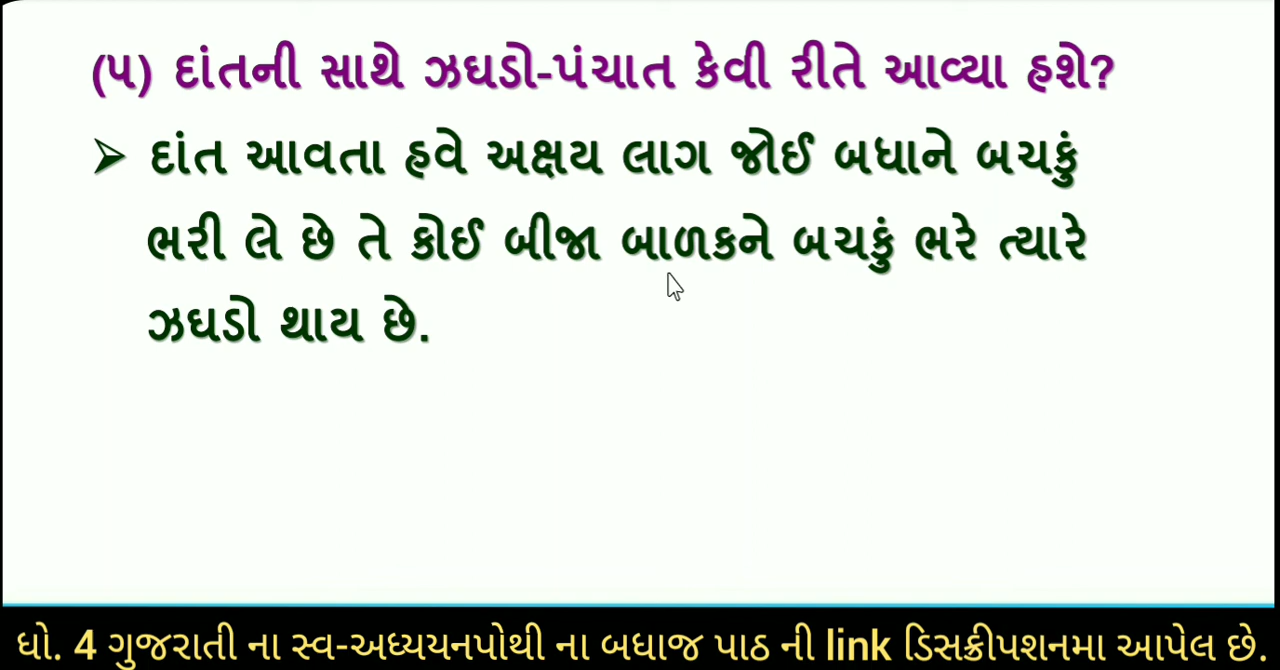 (૫) દાંતની સાથે ઝઘડો-પંચાત કેવી રીતે આવ્યા હશે?
➢ દાંત આવતા હવે અક્ષય લાગ જોઈ બધાને બચકું
ભરી લે છે તે કોઈ બીજા બાળકને બચકું ભરે ત્યારે
ઝઘડો થાય છે.
ધો. 4 ગુજરાતી ના સ્વ-અધ્યયનપોથી ના બધાજ પાઠ ની link ડિસક્રીપશનમા આપેલ છે.